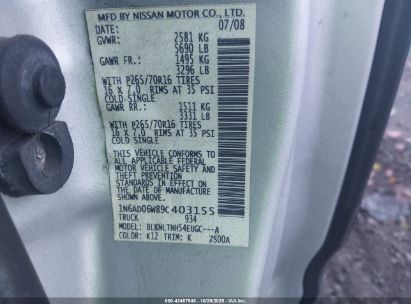 MFD BY NISSAN MOTOR CO., LTD.
DATE: 07/08
GVWR: 2581 KG
5690 LB
GAWR FR.: 1495 KG
3296 LB
WITH P265/70R16 TIRES
16 X 7.0 RIMS AT 35 PSI
COLD-SINGLE
GAWR RR.: 1511 KG
3331 LB
WITH P265/70R16 TIRES
16 X 7.0 RIMS AT 35 PSI
COLD SINGLE
THIS VEHICLE CONFORMS TO
ALL APPLICABLE FEDERAL
MOTOR VEHICLE SAFETY
AND THEFT PREVENTION
STANDARDS IN EFFECT ON
THE DATE OF MANUFACTURE
SHOWN ABOVE.
1N6AD06W89C403155
TRUCK 934
MODEL: BLKNLTNH54EUGC---A
COLOR: K12 TRIM: K ZS00A